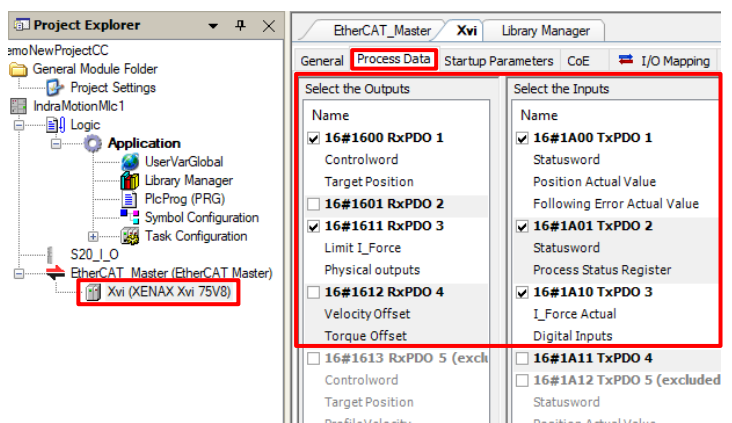 Project Explorer
emoNewProjectCC
General Module Folder
Project Settings
IndraMotionMlc1
Logic
Application
UserVarGlobal
Library Manager
PlcProg (PRG)
Symbol Configuration
Task Configuration
S20_I_O
EtherCAT_Master (EtherCAT Master)
Xvi (XENAX Xvi 75V8)
EtherCAT_Master Xvi Library Manager
General Process Data Startup Parameters CoE I/O Mapping
Select the Outputs
Name
16#1600 RxPDO 1
Controlword
Target Position
16#1601 RxPDO 2
16#1611 RxPDO 3
Limit I_Force
Physical outputs
16#1612 RxPDO 4
Velocity Offset
Torque Offset
16#1613 RxPDO 5 (exclu
Controlword
Target Position
Select the Inputs
Name
16#1A00 TxPDO 1
Statusword
Position Actual Value
Following Error Actual Value
16#1A01 TxPDO 2
Statusword
Process Status Register
16#1A10 TxPDO 3
I_Force Actual
Digital Inputs
16#1A11 TxPDO 4
16#1A12 TxPDO 5 (excluded
Statusword